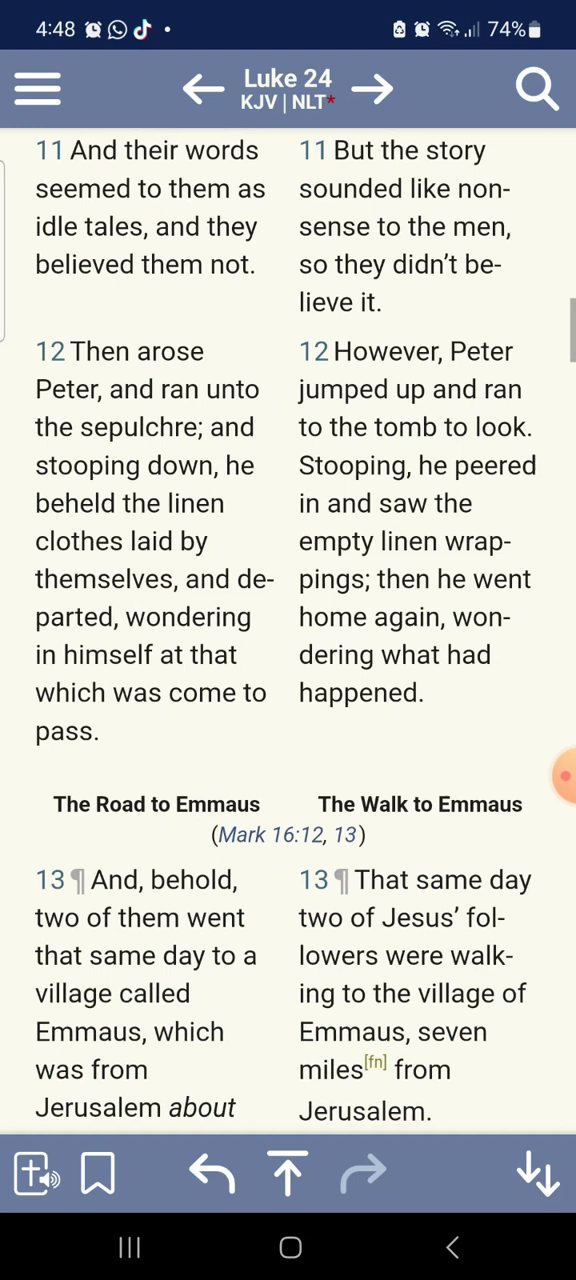 4:48
74%
Luke 24
KJV | NLT*
11 And their words
seemed to them as
idle tales, and they
believed them not.
11 But the story
sounded like non-
sense to the men,
so they didn’t be-
lieve it.
12 Then arose
Peter, and ran unto
the sepulchre; and
stooping down, he
beheld the linen
clothes laid by
themselves, and de-
parted, wondering
in himself at that
which was come to
pass.
12 However, Peter
jumped up and ran
to the tomb to look.
Stooping, he peered
in and saw the
empty linen wrap-
pings; then he went
home again, won-
dering what had
happened.
The Road to Emmaus
The Walk to Emmaus
(Mark 16:12, 13)
13 ¶ And, behold,
two of them went
that same day to a
village called
Emmaus, which
was from
Jerusalem about
13 ¶ That same day
two of Jesus’ fol-
lowers were walk-
ing to the village of
Emmaus, seven
miles[fn] from
Jerusalem.